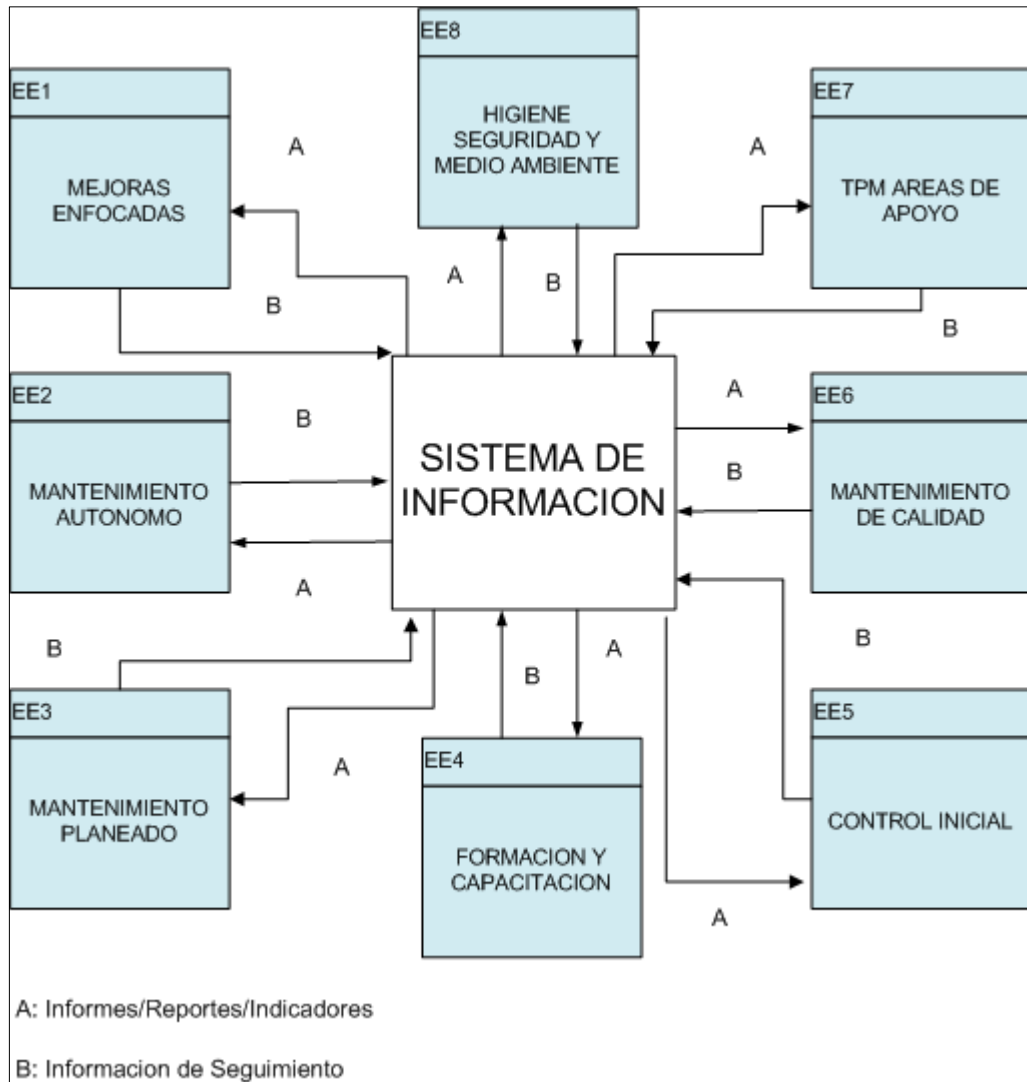 EE8
HIGIENE
SEGURIDAD Y
MEDIO AMBIENTE
EE1
MEJORAS
ENFOCADAS
A
EE7
TPM AREAS DE
APOYO
A
A
B
B
B
EE2
MANTENIMIENTO
AUTONOMO
B
A
SISTEMA DE
INFORMACION
A
B
EE6
MANTENIMIENTO
DE CALIDAD
B
EE3
MANTENIMIENTO
PLANEADO
A
B
A
EE4
FORMACION Y
CAPACITACION
B
EE5
CONTROL INICIAL
A
A: Informes/Reportes/Indicadores
B: Informacion de Seguimiento